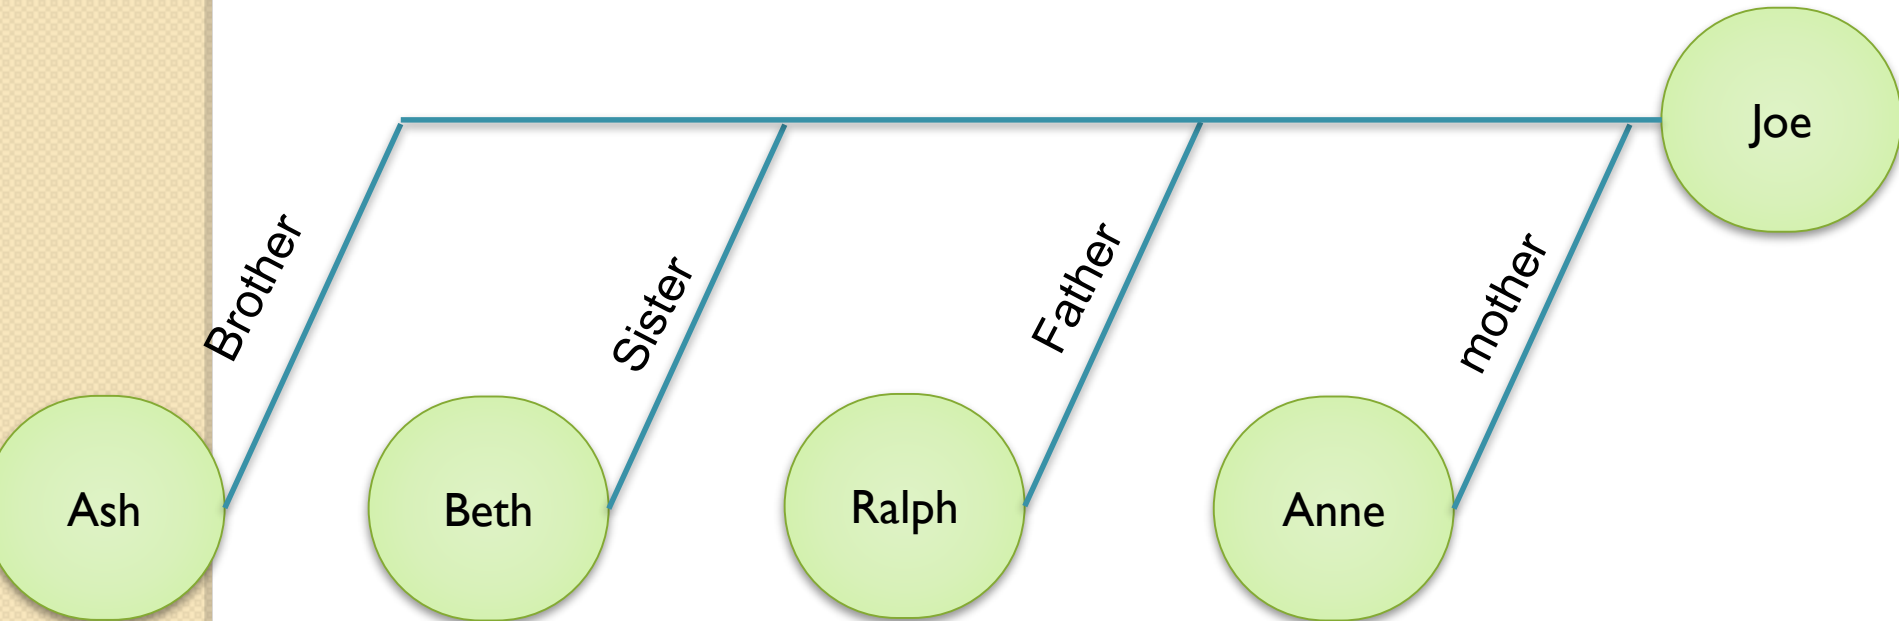 Joe
Brother
Sister
Father
mother
Ash
Beth
Ralph
Anne